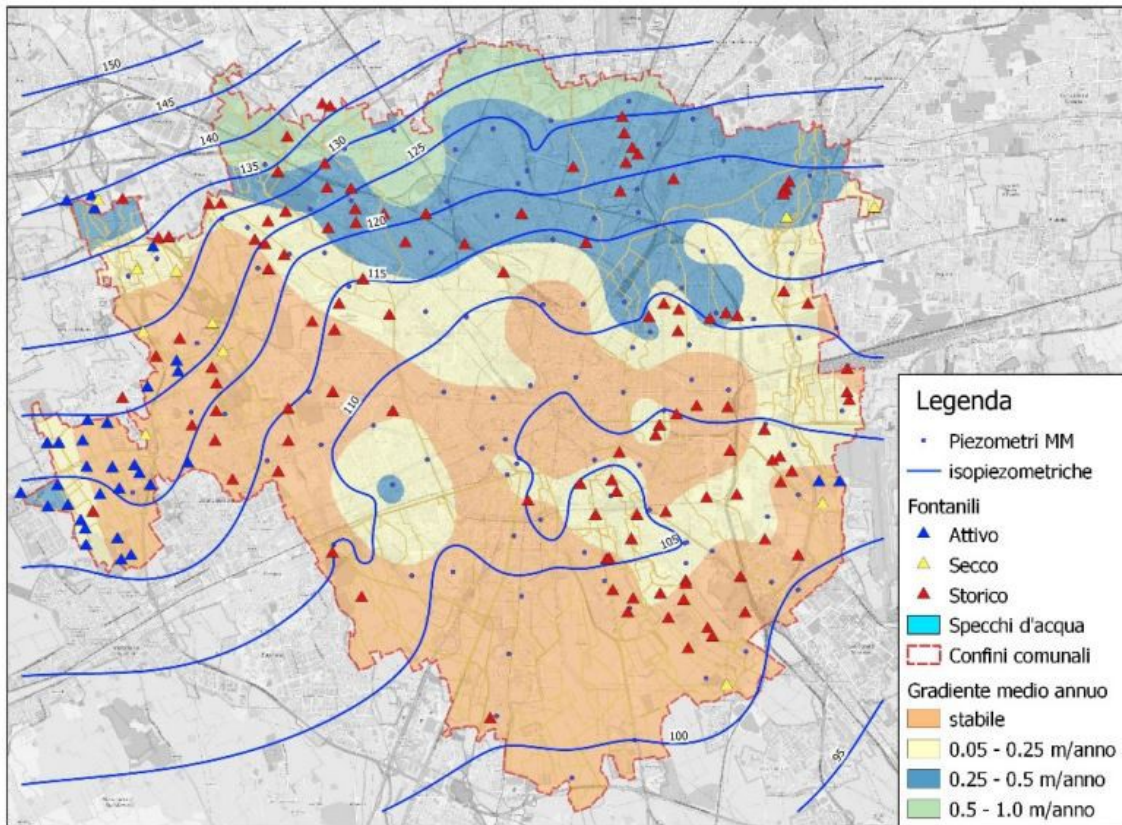 150
145
140
135
130
125
120
115
110
105
100
95
Legenda
Piezometri MM
isopiezometriche
Fontanili
Attivo
Secco
Storico
Specchi d'acqua
Confini comunali
Gradiente medio annuo
stabile
0.05 - 0.25 m/anno
0.25 - 0.5 m/anno
0.5 - 1.0 m/anno